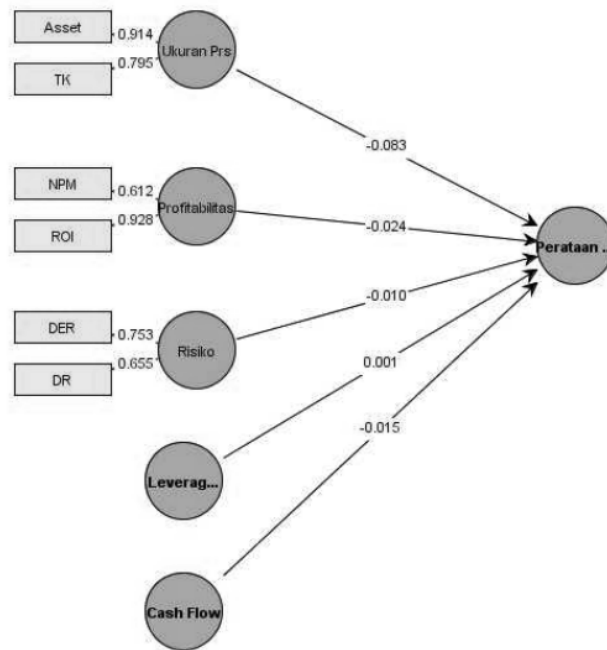 Asset
0.914
Ukuran Prs
TK
0.795
-0.083
NPM
0.612
Profitabilitas
ROI
0.928
-0.024
Perataan ...
DER
0.753
Risiko
DR
0.655
-0.010
0.001
-0.015
Leverag...
Cash Flow